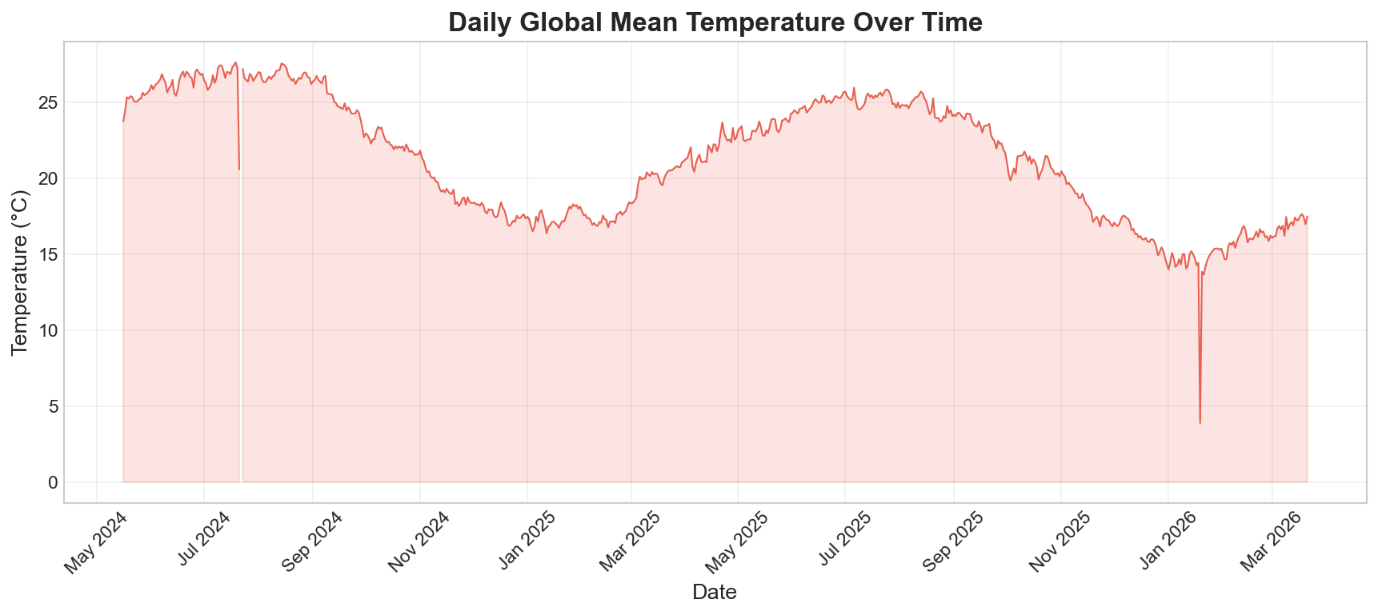 Daily Global Mean Temperature Over Time
Temperature (°C)
25
20
15
10
5
0
May 2024
Jul 2024
Sep 2024
Nov 2024
Jan 2025
Mar 2025
May 2025
Jul 2025
Sep 2025
Nov 2025
Jan 2026
Mar 2026
Date